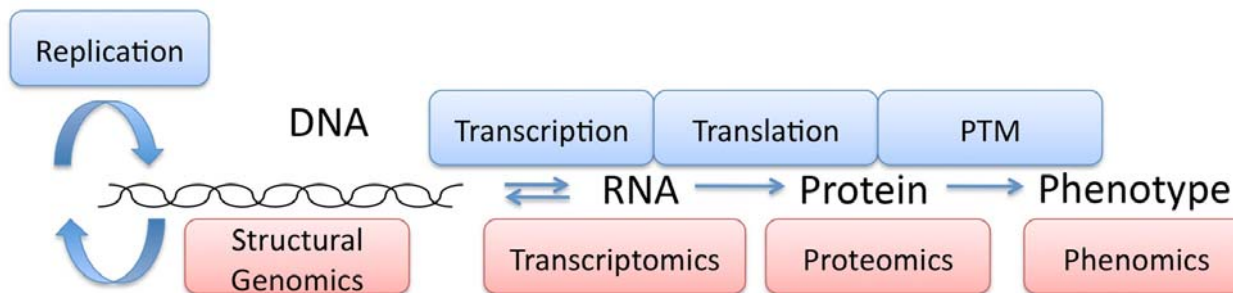 Replication
DNA
Transcription
Translation
PTM
RNA
Protein
Phenotype
Structural
Genomics
Transcriptomics
Proteomics
Phenomics